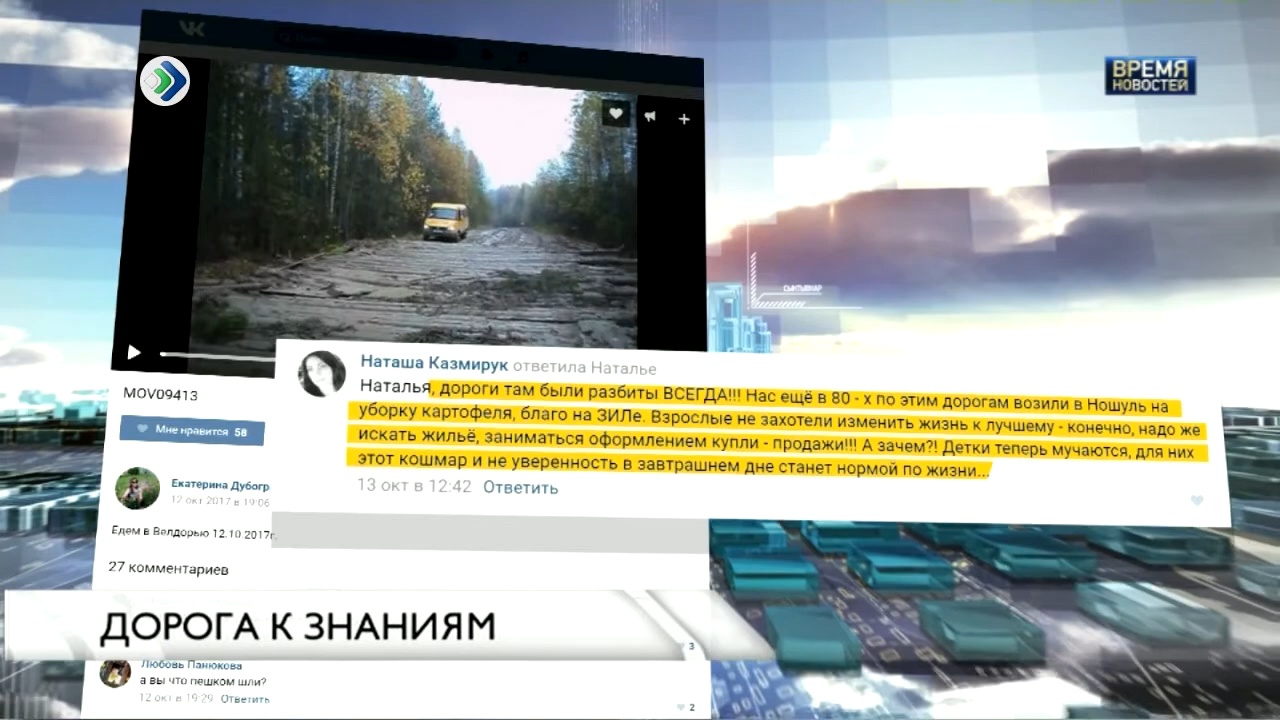 ВРЕМЯ
НОВОСТЕЙ
СЫКТЫВКАР
MOV09413
Мне нравится 58
Екатерина Дубогр
12 окт 2017 в 19:06
Едем в Велдорью 12.10.2017г.
27 комментариев
Наташа Казмирук ответила Наталье
Наталья, дороги там были разбиты ВСЕГДА!!! Нас ещё в 80 - х по этим дорогам возили в Ношуль на
уборку картофеля, благо на ЗИЛе. Взрослые не захотели изменить жизнь к лучшему - конечно, надо же
искать жильё, заниматься оформлением купли - продажи!!! А зачем?! Детки теперь мучаются, для них
этот кошмар и не уверенность в завтрашнем дне станет нормой по жизни...
13 окт в 12:42 Ответить
ДОРОГА К ЗНАНИЯМ
3
Любовь Панюкова
а вы что пешком шли?
12 окт в 19:29 Ответить
2